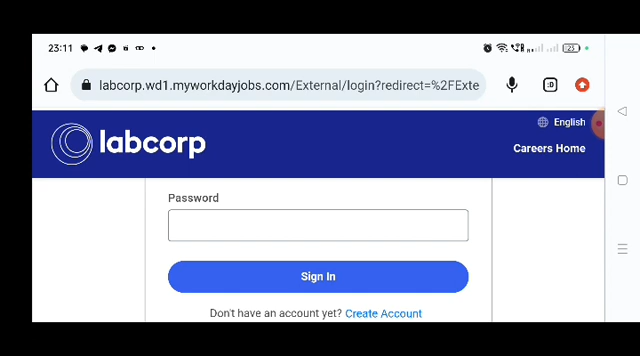 23:11
23
labcorp.wd1.myworkdayjobs.com/External/login?redirect=%2FExte
:D
English
labcorp
Careers Home
Password
Sign In
Don't have an account yet? Create Account